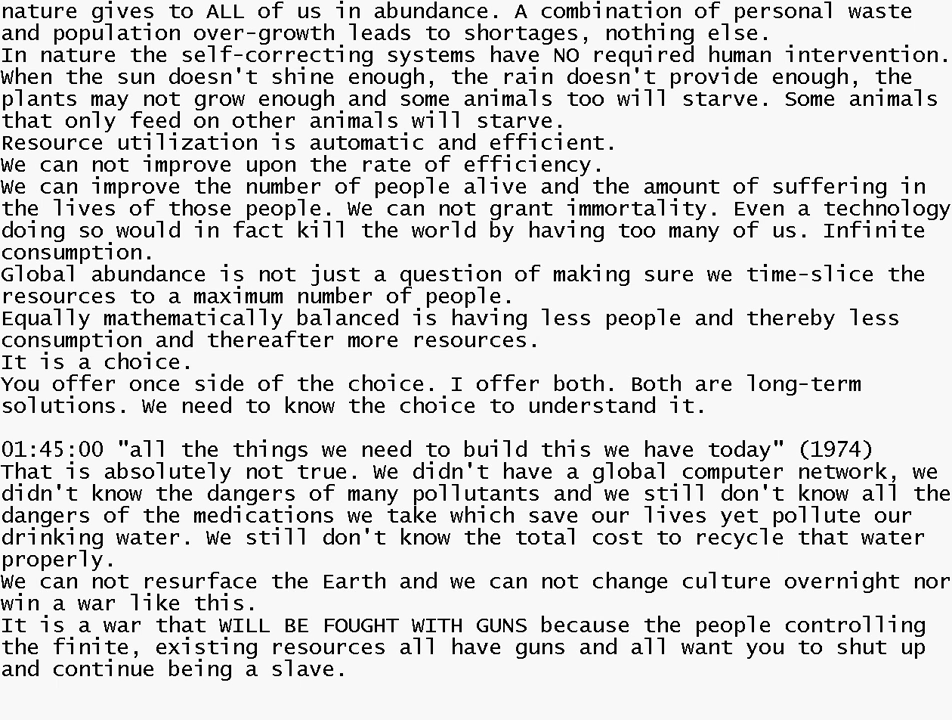 nature gives to ALL of us in abundance. A combination of personal waste
and population over-growth leads to shortages, nothing else.
In nature the self-correcting systems have NO required human intervention.
When the sun doesn't shine enough, the rain doesn't provide enough, the
plants may not grow enough and some animals too will starve. Some animals
that only feed on other animals will starve.
Resource utilization is automatic and efficient.
We can not improve upon the rate of efficiency.
We can improve the number of people alive and the amount of suffering in
the lives of those people. We can not grant immortality. Even a technology
doing so would in fact kill the world by having too many of us. Infinite
consumption.
Global abundance is not just a question of making sure we time-slice the
resources to a maximum number of people.
Equally mathematically balanced is having less people and thereby less
consumption and thereafter more resources.
It is a choice.
You offer once side of the choice. I offer both. Both are long-term
solutions. We need to know the choice to understand it.

01:45:00 "all the things we need to build this we have today" (1974)
That is absolutely not true. We didn't have a global computer network, we
didn't know the dangers of many pollutants and we still don't know all the
dangers of the medications we take which save our lives yet pollute our
drinking water. We still don't know the total cost to recycle that water
properly.
We can not resurface the Earth and we can not change culture overnight nor
win a war like this.
It is a war that WILL BE FOUGHT WITH GUNS because the people controlling
the finite, existing resources all have guns and all want you to shut up
and continue being a slave.